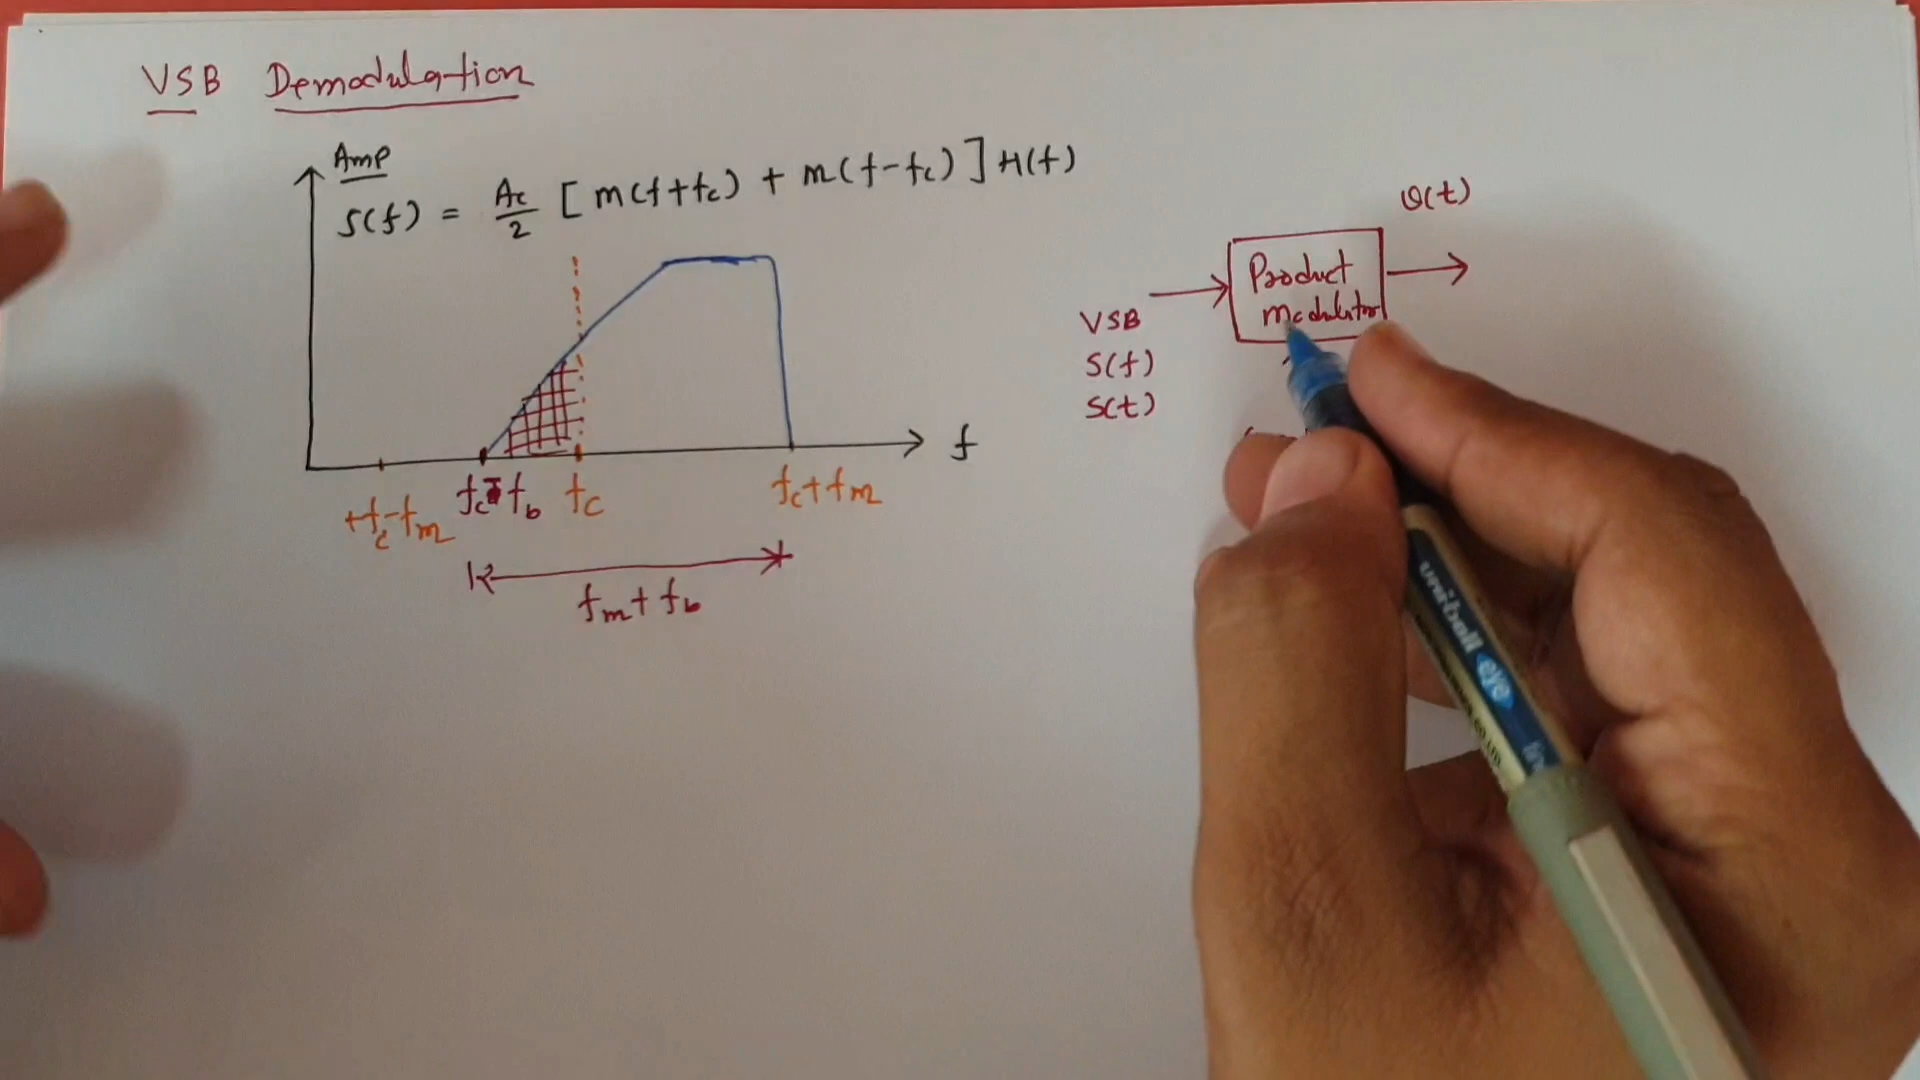 VSB Demodulation
Amp
S(f) = Ac/2 [m(f+fc) + m(f-fc)] H(f)
v(t)
Product
modulator
VSB
S(f)
S(t)
f
+fc-fm
fc-fb
fc
fc+fm
fm+fb
uniball eye